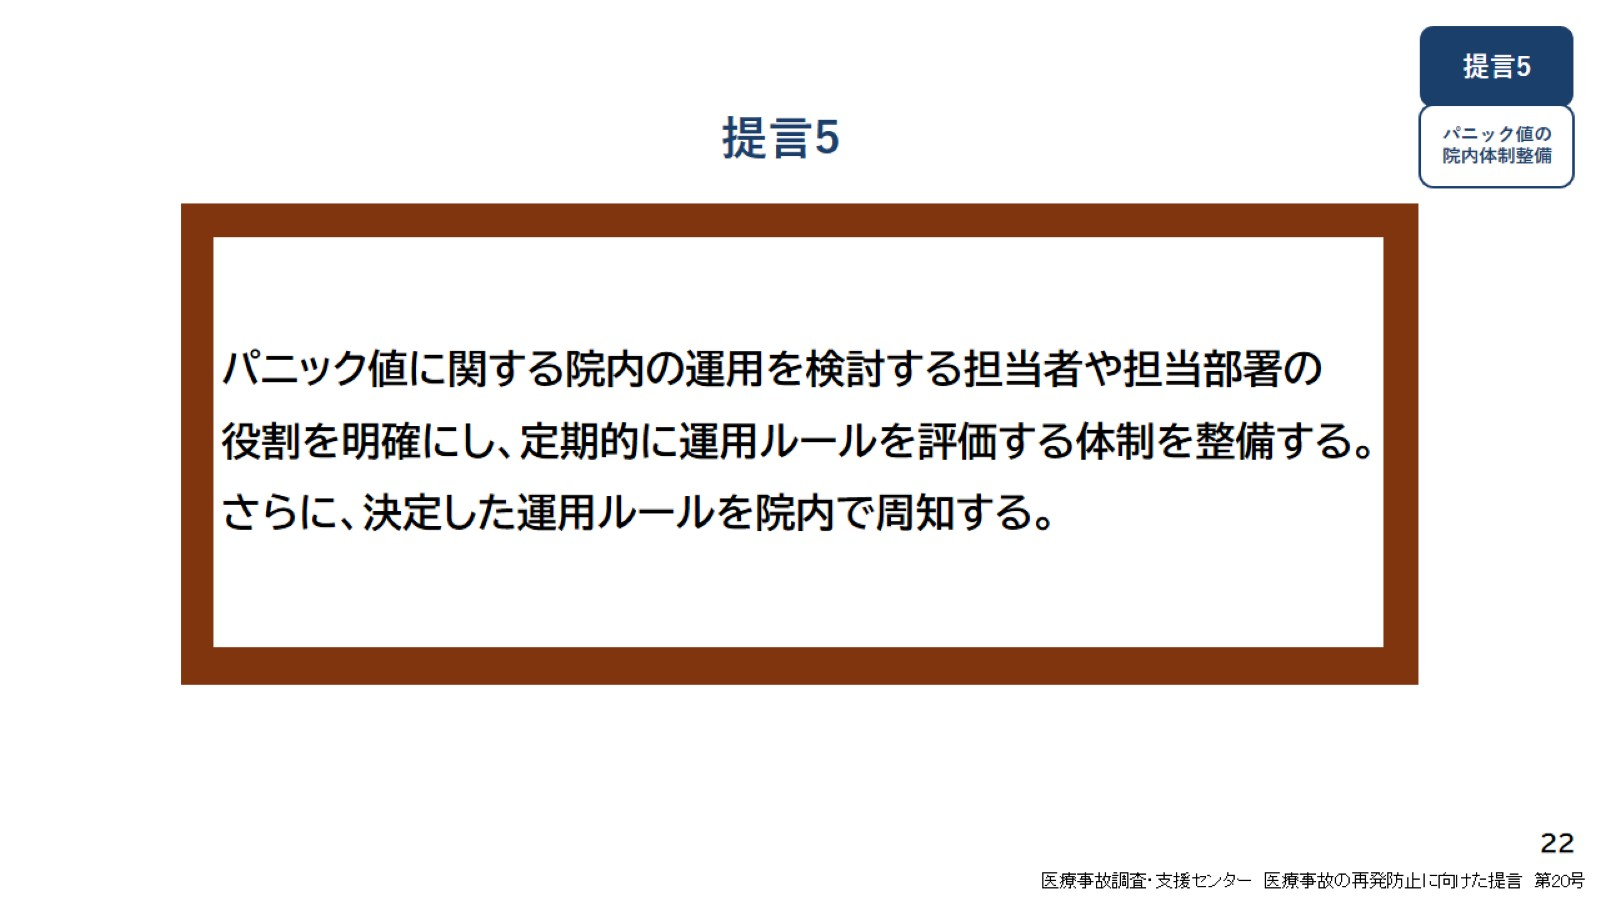 提言5
パニック値の
院内体制整備
提言5
パニック値に関する院内の運用を検討する担当者や担当部署の
役割を明確にし、定期的に運用ルールを評価する体制を整備する。
さらに、決定した運用ルールを院内で周知する。
22
医療事故調査・支援センター　医療事故の再発防止に向けた提言　第20号